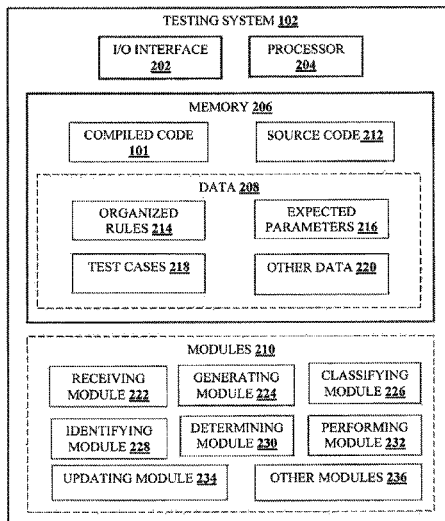 TESTING SYSTEM 102
I/O INTERFACE
202
PROCESSOR
204
MEMORY 206
COMPILED CODE
101
SOURCE CODE 212
DATA 208
ORGANIZED
RULES 214
EXPECTED
PARAMETERS 216
TEST CASES 218
OTHER DATA 220
MODULES 210
RECEIVING
MODULE 222
GENERATING
MODULE 224
CLASSIFYING
MODULE 226
IDENTIFYING
MODULE 228
DETERMINING
MODULE 230
PERFORMING
MODULE 232
UPDATING MODULE 234
OTHER MODULES 236